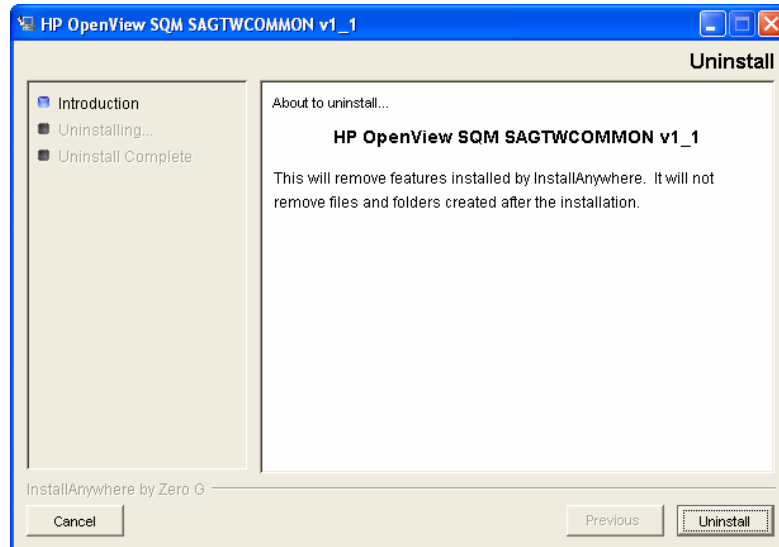 HP OpenView SQM SAGTWCOMMON v1_1
Uninstall
Introduction
Uninstalling...
Uninstall Complete
About to uninstall...
HP OpenView SQM SAGTWCOMMON v1_1
This will remove features installed by InstallAnywhere. It will not
remove files and folders created after the installation.
InstallAnywhere by Zero G
Cancel
Previous
Uninstall